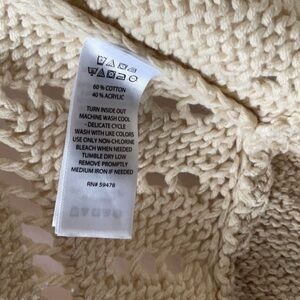 60% COTTON
40% ACRYLIC
TURN INSIDE OUT
MACHINE WASH COOL
- DELICATE CYCLE
WASH WITH LIKE COLORS
USE ONLY NON-CHLORINE
BLEACH WHEN NEEDED
TUMBLE DRY LOW
REMOVE PROMPTLY
MEDIUM IRON IF NEEDED
RN# 59478